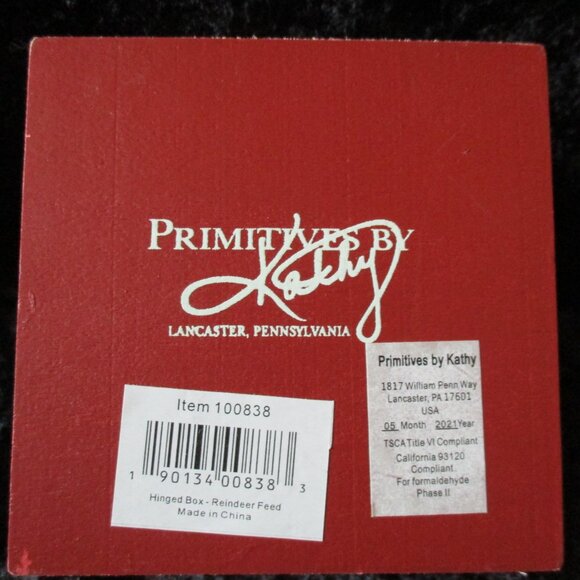 PRIMITIVES BY
Kathy
LANCASTER, PENNSYLVANIA
Primitives by Kathy
1817 William Penn Way
Lancaster, PA 17601
USA
05 Month 2021Year
TSCA Title VI Compliant
California 93120
Compliant.
For formaldehyde
Phase II
Item 100838
1 90134 00838 3
Hinged Box - Reindeer Feed
Made in China